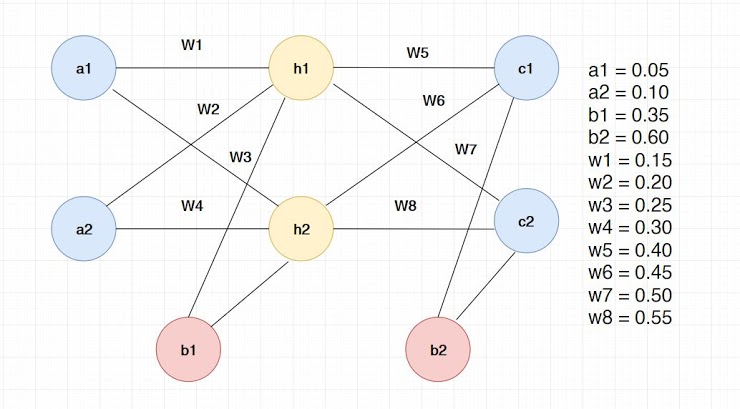 W1
W5
a1
h1
c1
W2
W6
W3
W7
W4
W8
a2
h2
c2
b1
b2
a1 = 0.05
a2 = 0.10
b1 = 0.35
b2 = 0.60
w1 = 0.15
w2 = 0.20
w3 = 0.25
w4 = 0.30
w5 = 0.40
w6 = 0.45
w7 = 0.50
w8 = 0.55